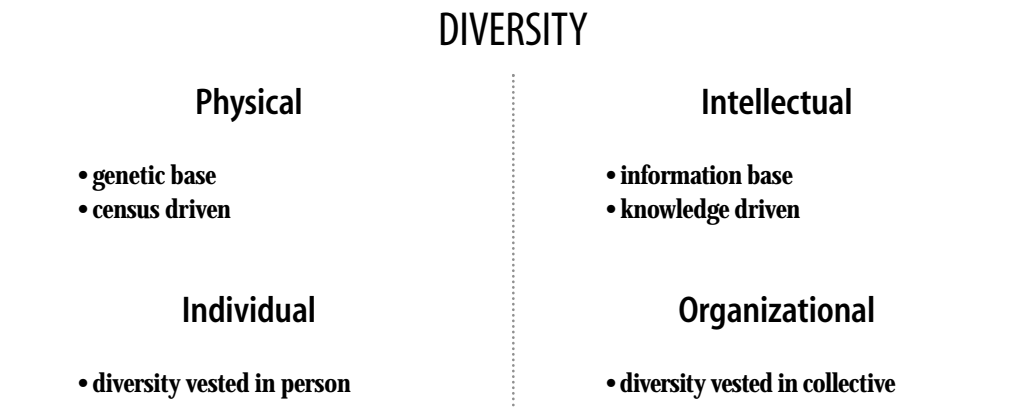 DIVERSITY
Physical
• genetic base
• census driven
Intellectual
• information base
• knowledge driven
Individual
• diversity vested in person
Organizational
• diversity vested in collective